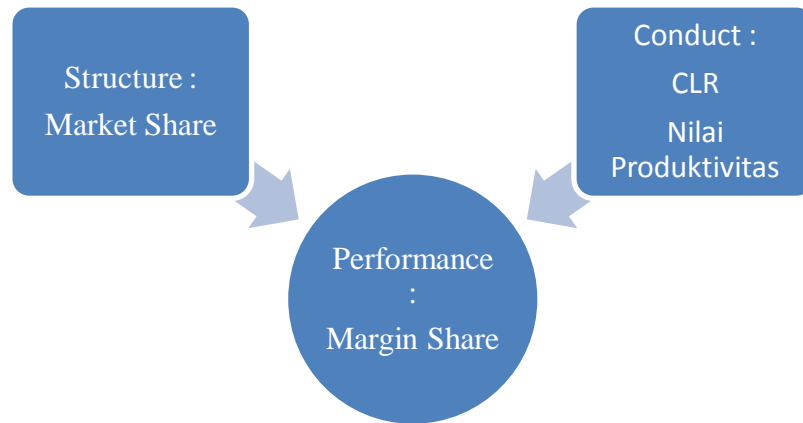 Structure :
Market Share
Conduct :
CLR
Nilai
Produktivitas
Performance
:
Margin Share